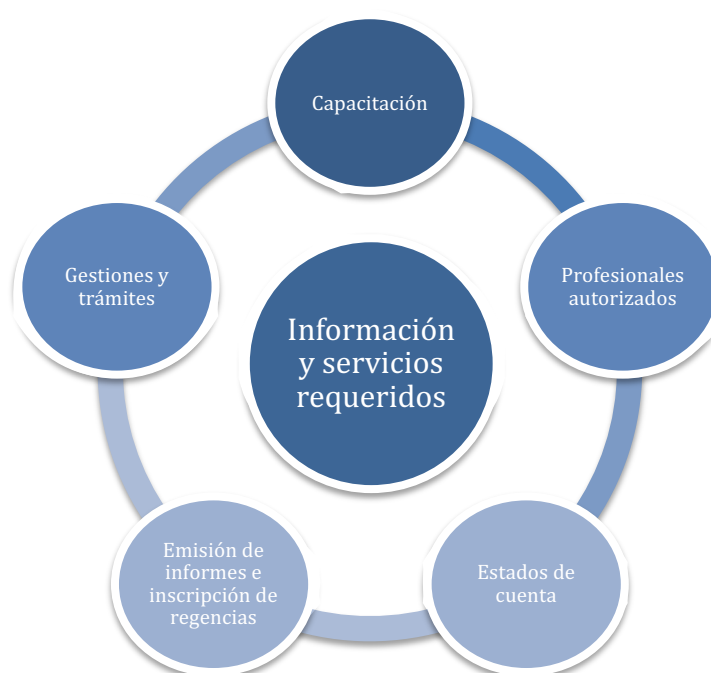 Capacitación
Profesionales
autorizados
Estados de
cuenta
Emisión de
informes e
inscripción de
regencias
Gestiones y
trámites
Información
y servicios
requeridos